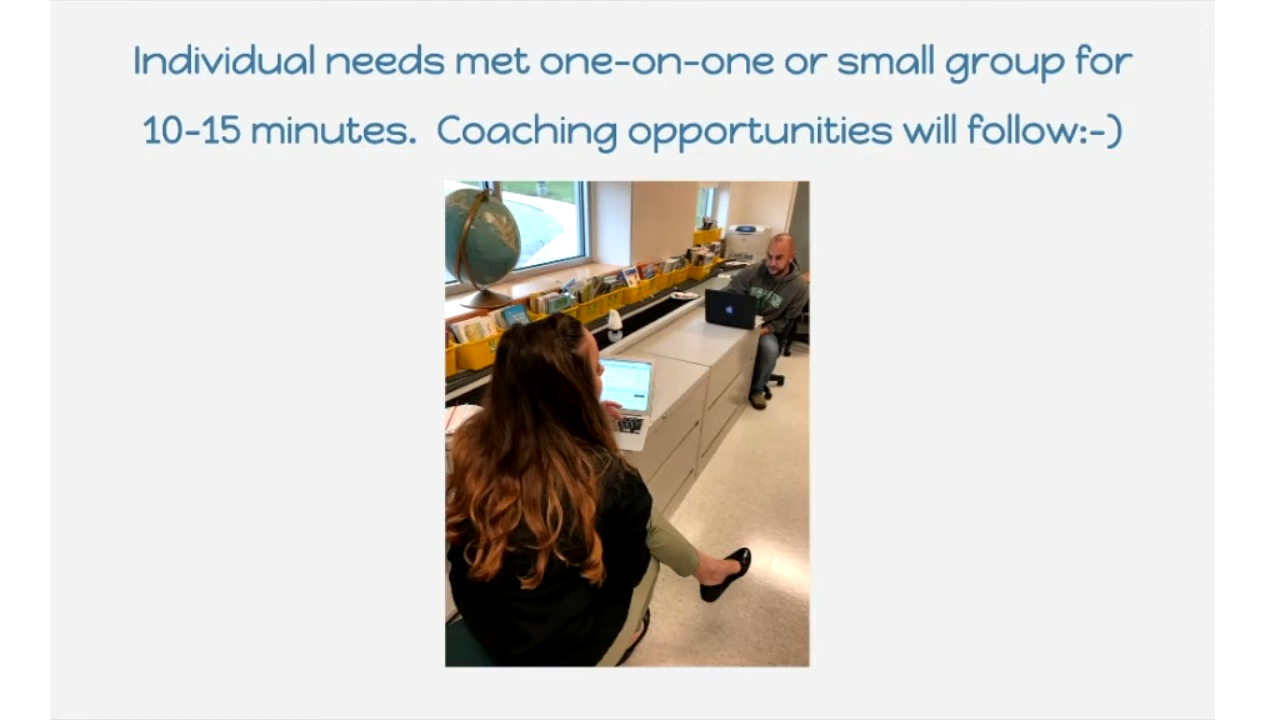 Individual needs met one-on-one or small group for
10-15 minutes.  Coaching opportunities will follow:-)